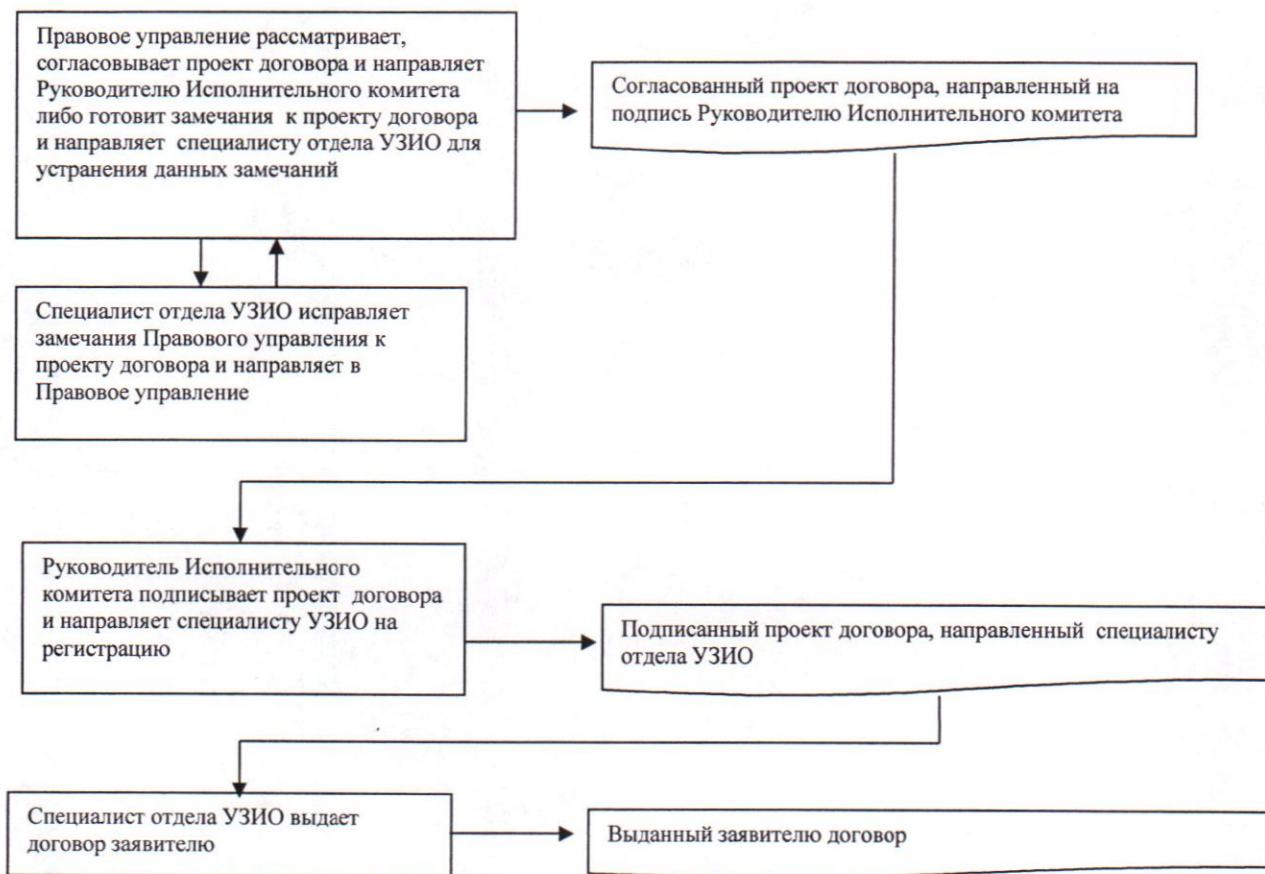 Правовое управление рассматривает,
согласовывает проект договора и направляет
Руководителю Исполнительного комитета
либо готовит замечания к проекту договора
и направляет специалисту отдела УЗИО для
устранения данных замечаний
Согласованный проект договора, направленный на
подпись Руководителю Исполнительного комитета
Специалист отдела УЗИО исправляет
замечания Правового управления к
проекту договора и направляет в
Правовое управление
Руководитель Исполнительного
комитета подписывает проект договора
и направляет специалисту УЗИО на
регистрацию
Подписанный проект договора, направленный специалисту
отдела УЗИО
Специалист отдела УЗИО выдает
договор заявителю
Выданный заявителю договор